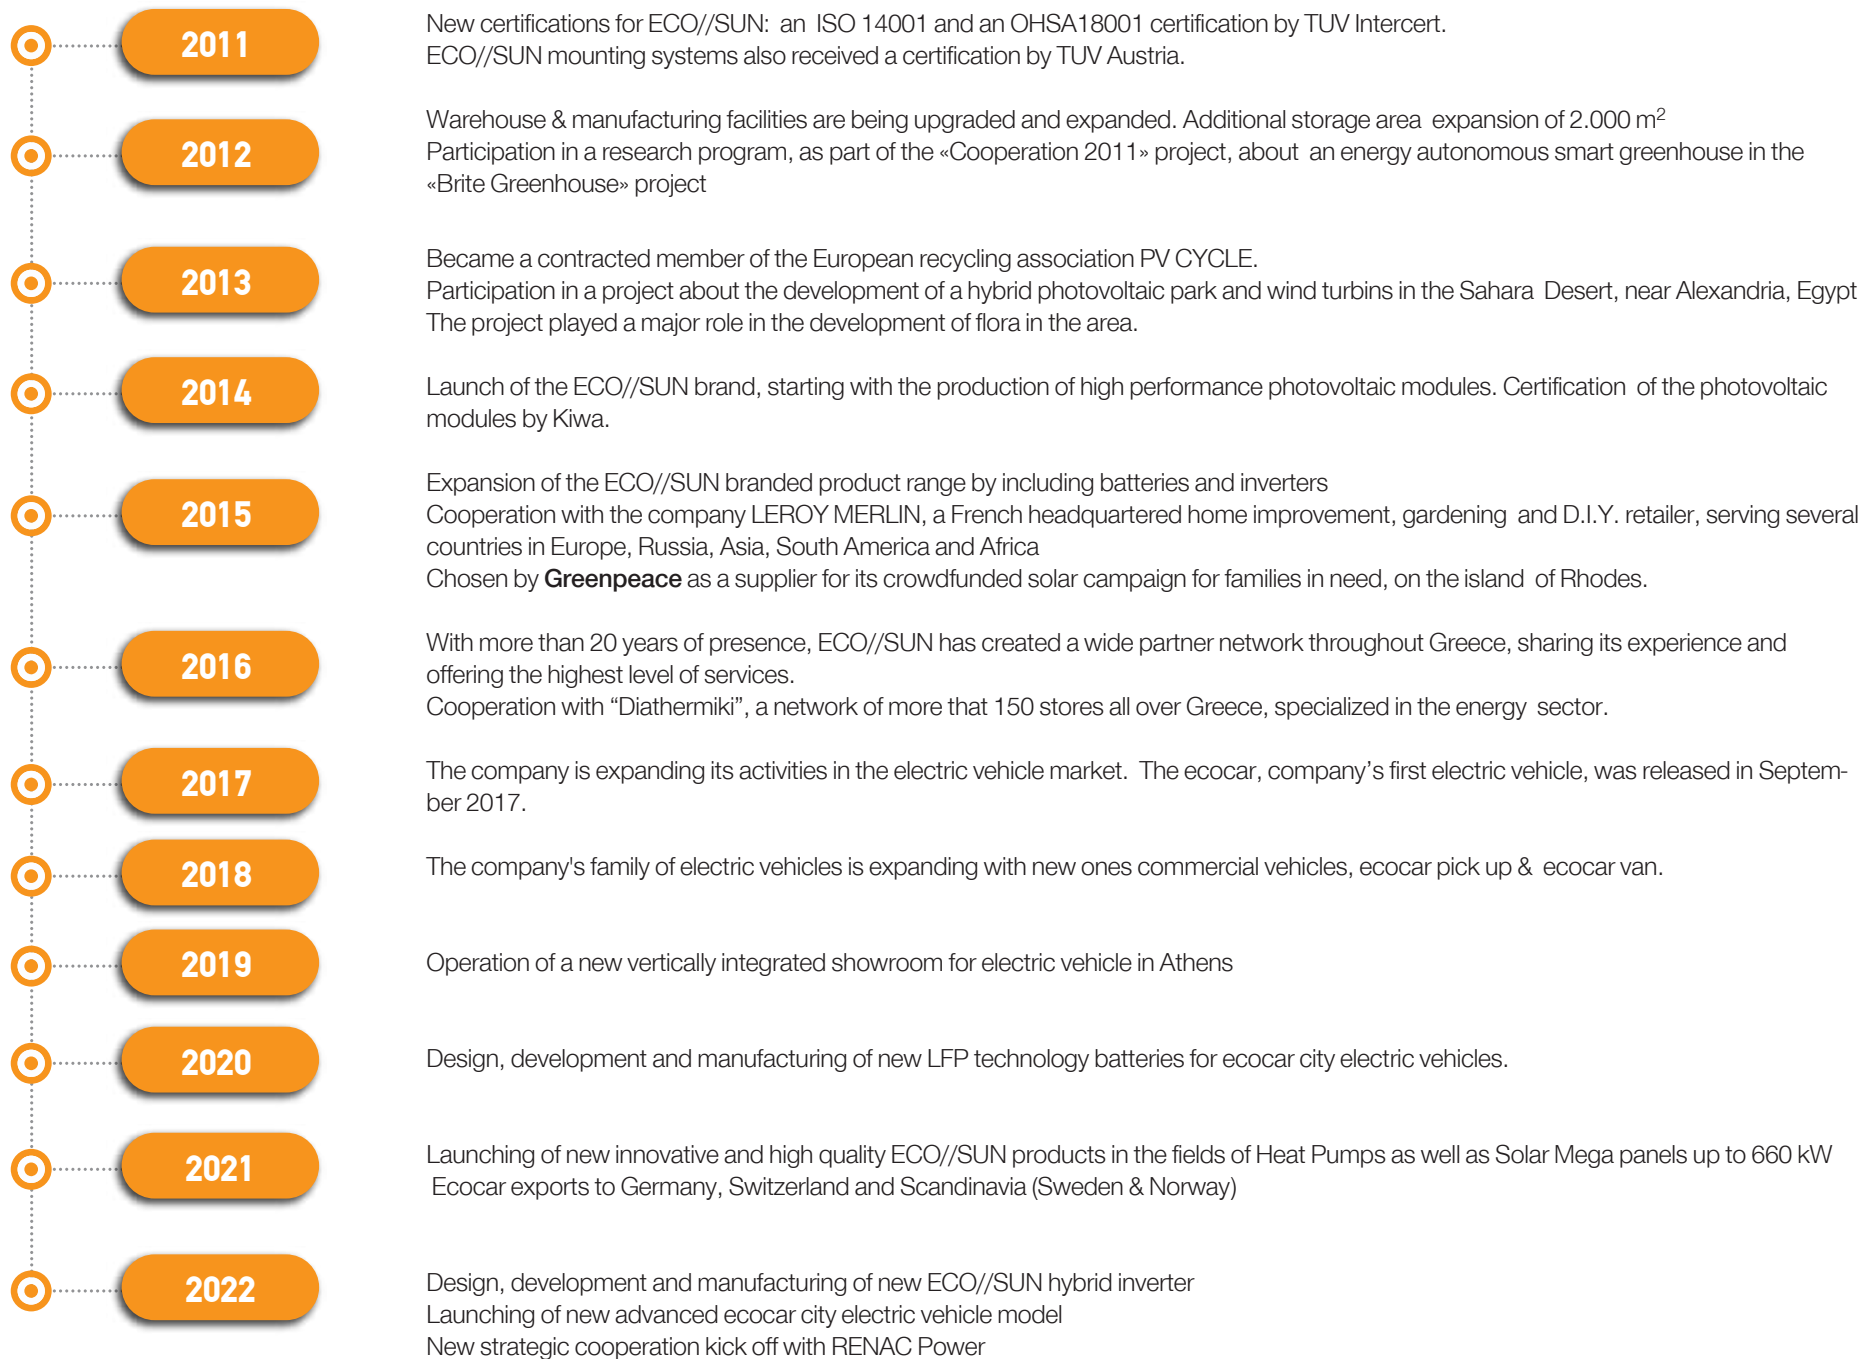 2011
New certifications for ECO//SUN: an ISO 14001 and an OHSA18001 certification by TUV Intercert.
ECO//SUN mounting systems also received a certification by TUV Austria.
2012
Warehouse & manufacturing facilities are being upgraded and expanded. Additional storage area expansion of 2.000 m²
Participation in a research program, as part of the «Cooperation 2011» project, about an energy autonomous smart greenhouse in the
«Brite Greenhouse» project
2013
Became a contracted member of the European recycling association PV CYCLE.
Participation in a project about the development of a hybrid photovoltaic park and wind turbins in the Sahara Desert, near Alexandria, Egypt
The project played a major role in the development of flora in the area.
2014
Launch of the ECO//SUN brand, starting with the production of high performance photovoltaic modules. Certification of the photovoltaic
modules by Kiwa.
2015
Expansion of the ECO//SUN branded product range by including batteries and inverters
Cooperation with the company LEROY MERLIN, a French headquartered home improvement, gardening and D.I.Y. retailer, serving several
countries in Europe, Russia, Asia, South America and Africa
Chosen by Greenpeace as a supplier for its crowdfunded solar campaign for families in need, on the island of Rhodes.
2016
With more than 20 years of presence, ECO//SUN has created a wide partner network throughout Greece, sharing its experience and
offering the highest level of services.
Cooperation with “Diathermiki”, a network of more that 150 stores all over Greece, specialized in the energy sector.
2017
The company is expanding its activities in the electric vehicle market. The ecocar, company’s first electric vehicle, was released in Septem-
ber 2017.
2018
The company's family of electric vehicles is expanding with new ones commercial vehicles, ecocar pick up & ecocar van.
2019
Operation of a new vertically integrated showroom for electric vehicle in Athens
2020
Design, development and manufacturing of new LFP technology batteries for ecocar city electric vehicles.
2021
Launching of new innovative and high quality ECO//SUN products in the fields of Heat Pumps as well as Solar Mega panels up to 660 kW
Ecocar exports to Germany, Switzerland and Scandinavia (Sweden & Norway)
2022
Design, development and manufacturing of new ECO//SUN hybrid inverter
Launching of new advanced ecocar city electric vehicle model
New strategic cooperation kick off with RENAC Power